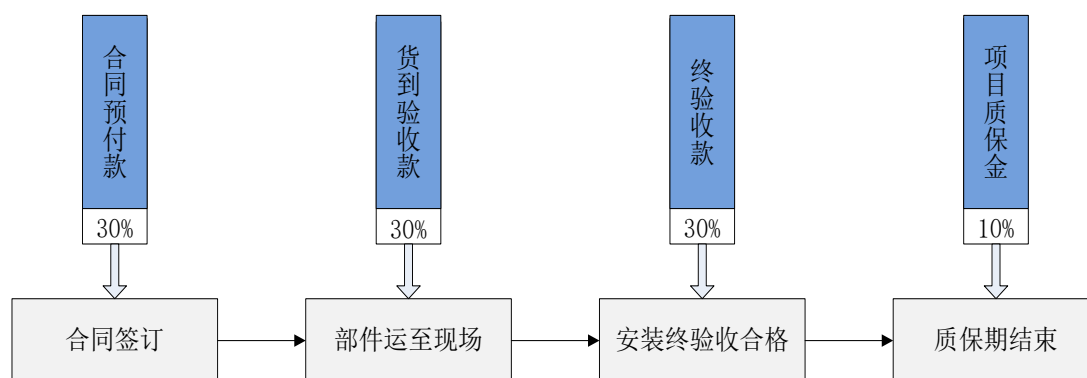 合同预付款
货到验收款
终验收款
项目质保金
30%
30%
30%
10%
合同签订
部件运至现场
安装终验收合格
质保期结束